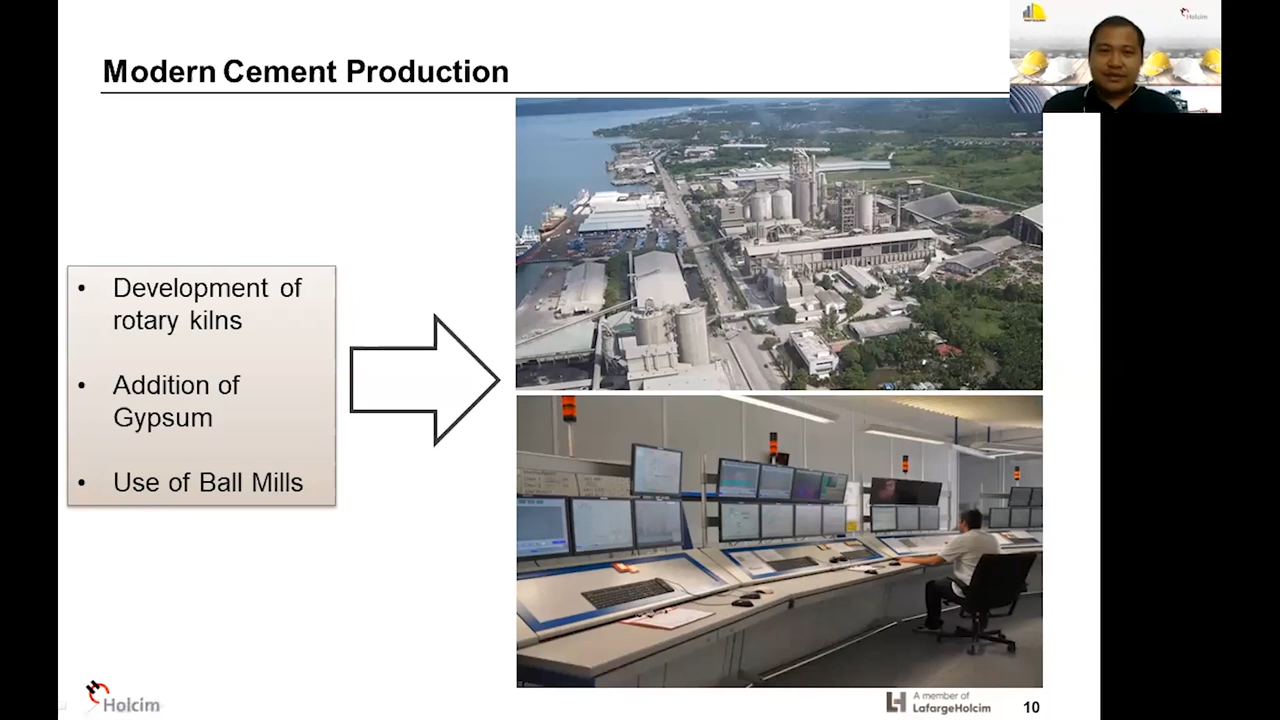 Modern Cement Production
Holcim
• Development of
rotary kilns
• Addition of
Gypsum
• Use of Ball Mills
Holcim
A member of
LafargeHolcim
10